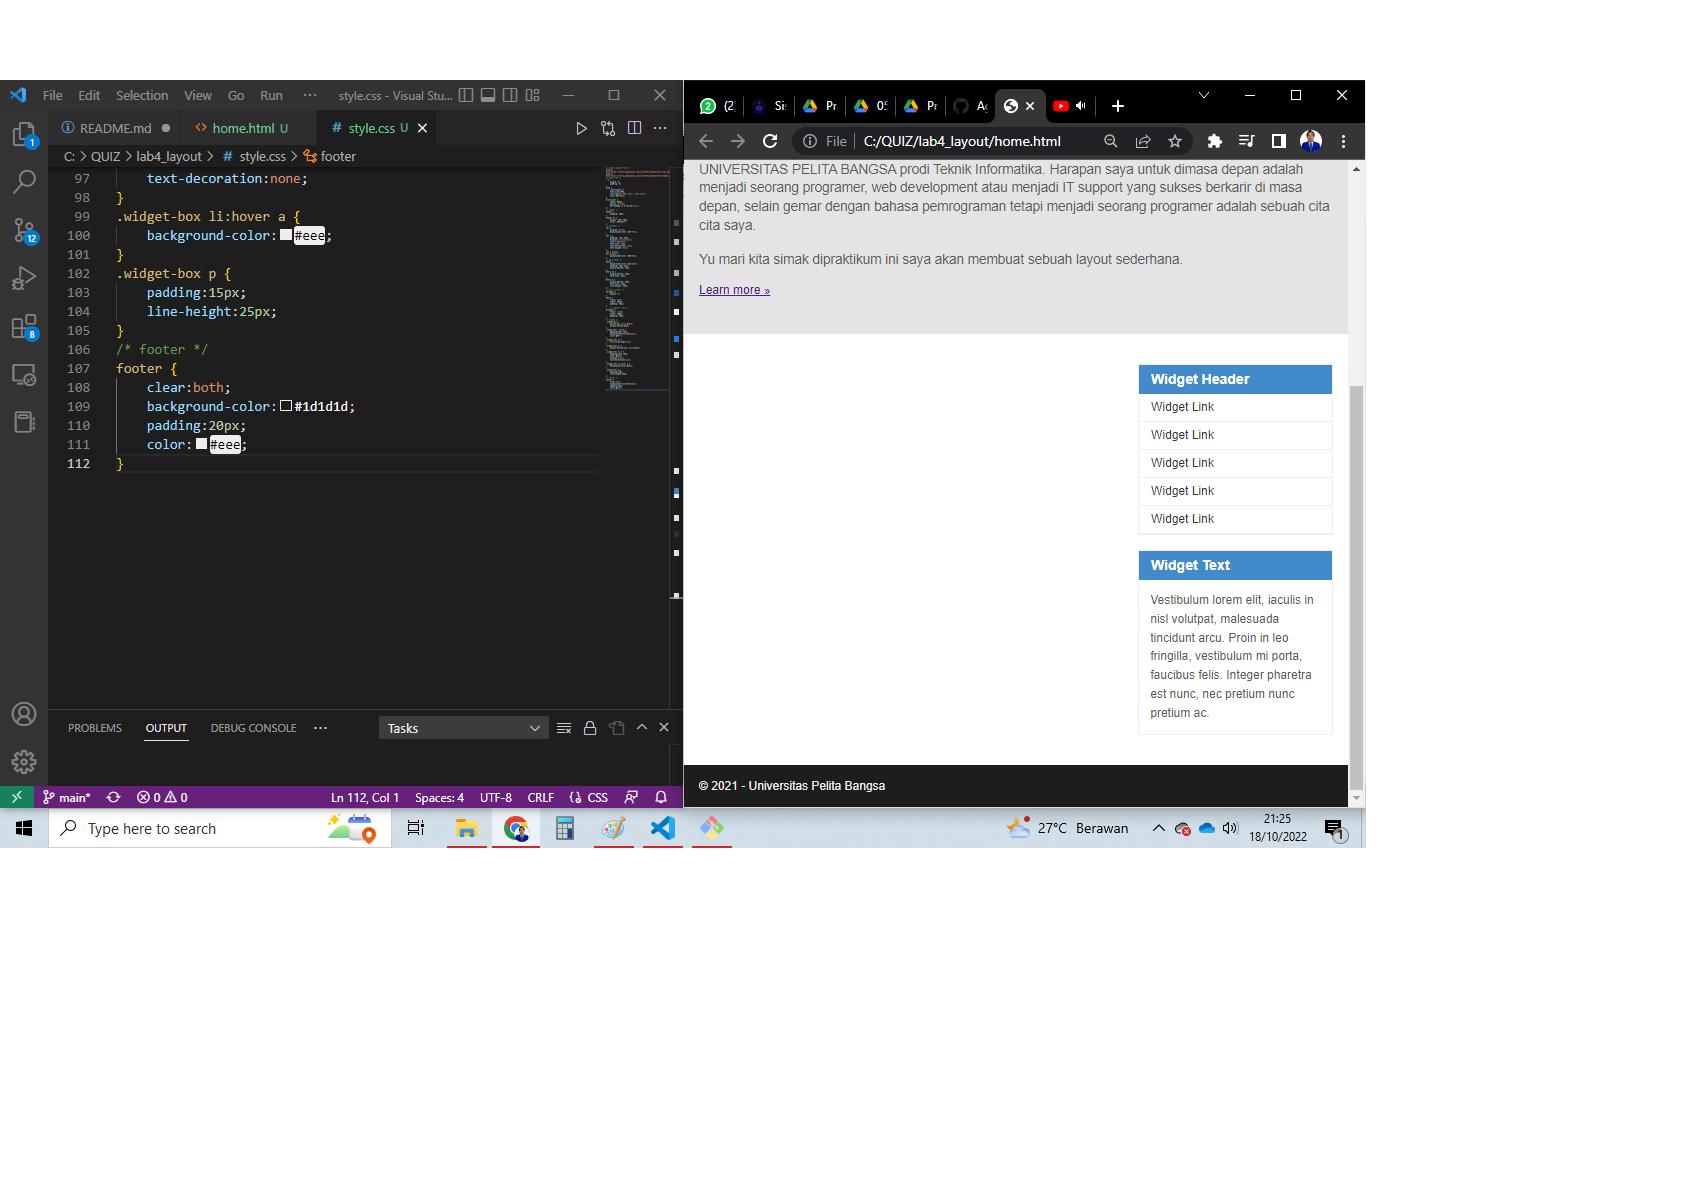 File Edit Selection View Go Run ··· style.css - Visual Stu...
README.md ● home.html U # style.css U
C: > QUIZ > lab4_layout > # style.css > footer
97 text-decoration:none;
98 }
99 .widget-box li:hover a {
100 background-color: #eee;
101 }
102 .widget-box p {
103 padding:15px;
104 line-height:25px;
105 }
106 /* footer */
107 footer {
108 clear:both;
109 background-color: #1d1d1d;
110 padding:20px;
111 color: #eee;
112 }
1
12
8
PROBLEMS OUTPUT DEBUG CONSOLE ··· Tasks
main* 0 0 Ln 112, Col 1 Spaces: 4 UTF-8 CRLF CSS
2 (2 Si Pr 05 Pr
File C:/QUIZ/lab4_layout/home.html
UNIVERSITAS PELITA BANGSA prodi Teknik Informatika. Harapan saya untuk dimasa depan adalah
menjadi seorang programer, web development atau menjadi IT support yang sukses berkarir di masa
depan, selain gemar dengan bahasa pemrograman tetapi menjadi seorang programer adalah sebuah cita
cita saya.
Yu mari kita simak dipraktikum ini saya akan membuat sebuah layout sederhana.
Learn more »
Widget Header
Widget Link
Widget Link
Widget Link
Widget Link
Widget Link
Widget Text
Vestibulum lorem elit, iaculis in
nisl volutpat, malesuada
tincidunt arcu. Proin in leo
fringilla, vestibulum mi porta,
faucibus felis. Integer pharetra
est nunc, nec pretium nunc
pretium ac.
© 2021 - Universitas Pelita Bangsa
Type here to search
27°C Berawan
21:25
18/10/2022
1